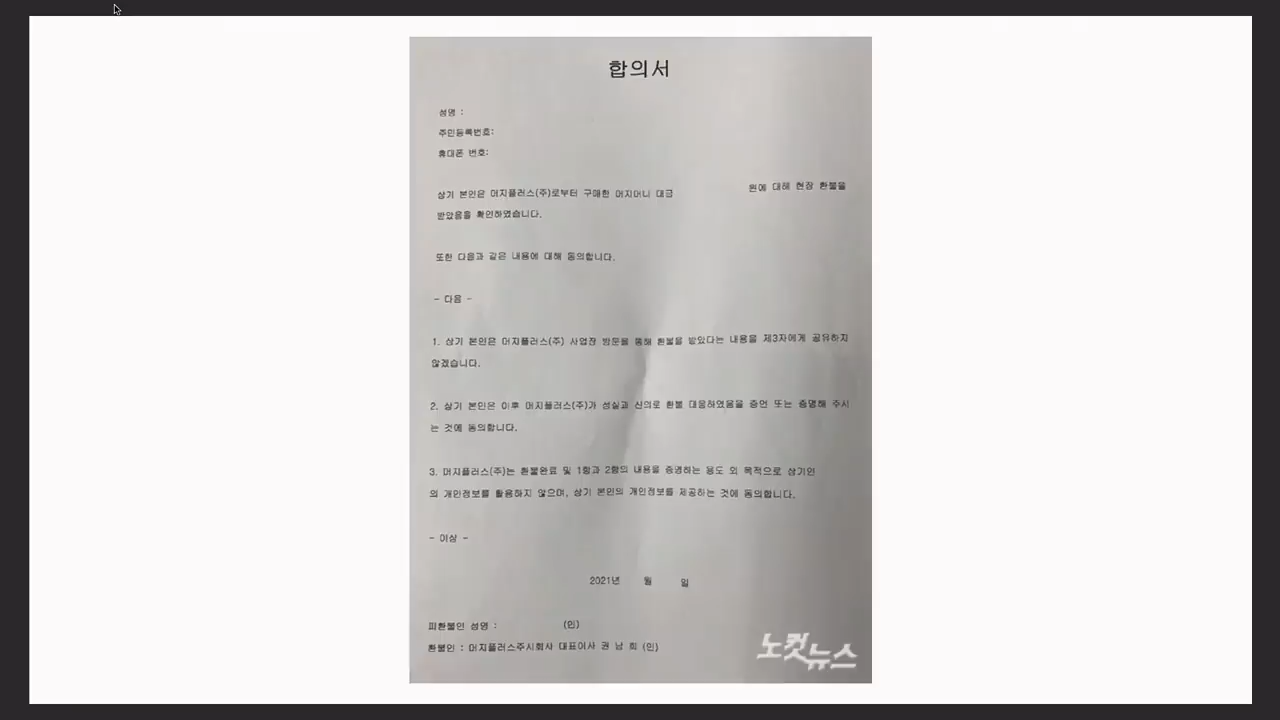 합의서
성명 :
주민등록번호:
휴대폰 번호:
상기 본인은 머지플러스(주)로부터 구매한 머지머니 대금 원에 대해 현장 환불을
받았음을 확인하였습니다.
또한 다음과 같은 내용에 대해 동의합니다.
- 다음 -
1. 상기 본인은 머지플러스(주) 사업장 방문을 통해 환불을 받았다는 내용을 제3자에게 공유하지
않겠습니다.
2. 상기 본인은 이후 머지플러스(주)가 성실과 신의로 환불 대응하였음을 증언 또는 증명해 주시
는 것에 동의합니다.
3. 머지플러스(주)는 환불완료 및 1항과 2항의 내용을 증명하는 용도 외 목적으로 상기인
의 개인정보를 활용하지 않으며, 상기 본인의 개인정보를 제공하는 것에 동의합니다.
- 이상 -
2021년 월 일
피환불인 성명 : (인)
환불인 : 머지플러스주식회사 대표이사 권 남 희 (인)
노컷뉴스